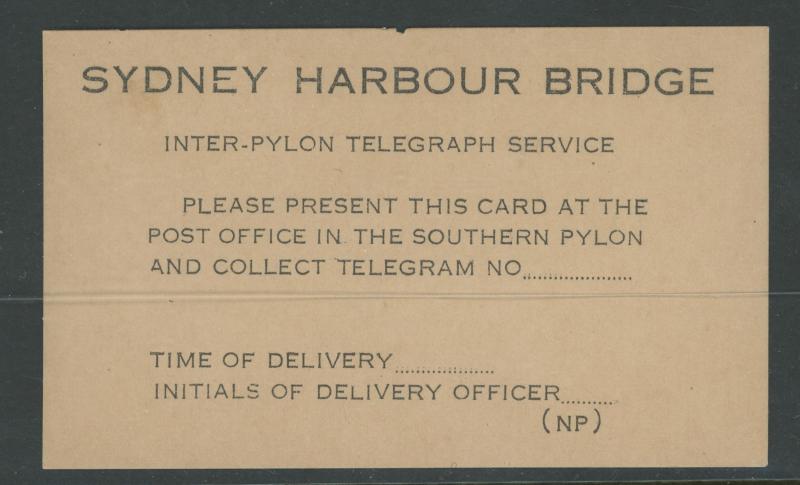 SYDNEY HARBOUR BRIDGE
INTER-PYLON TELEGRAPH SERVICE
PLEASE PRESENT THIS CARD AT THE
POST OFFICE IN THE SOUTHERN PYLON
AND COLLECT TELEGRAM NO....................
TIME OF DELIVERY..................
INITIALS OF DELIVERY OFFICER..........
(NP)